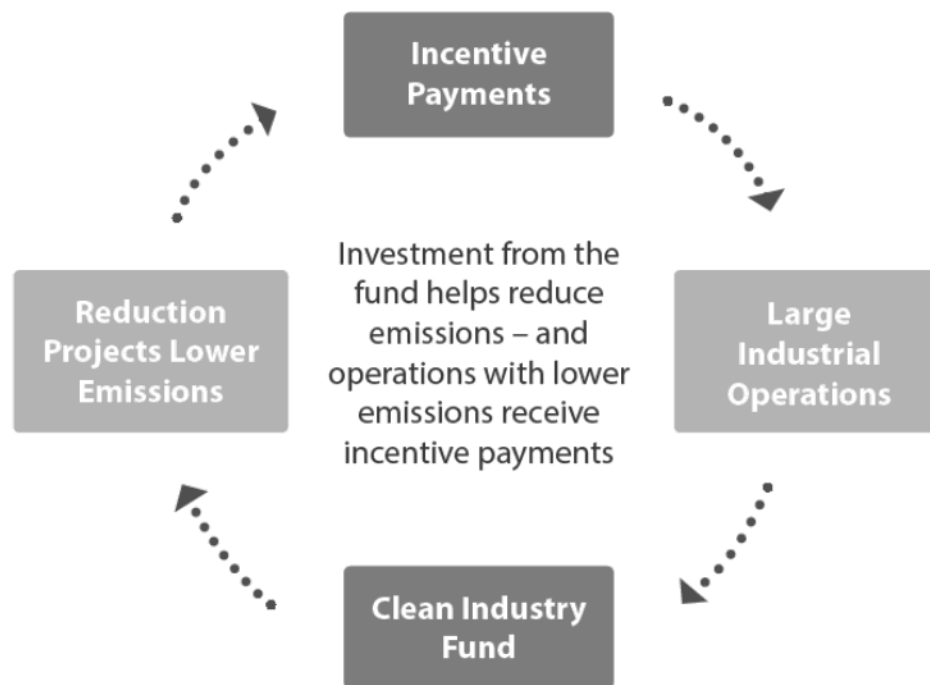 Incentive
Payments
Investment from the
fund helps reduce
emissions – and
operations with lower
emissions receive
incentive payments
Reduction
Projects Lower
Emissions
Large
Industrial
Operations
Clean Industry
Fund